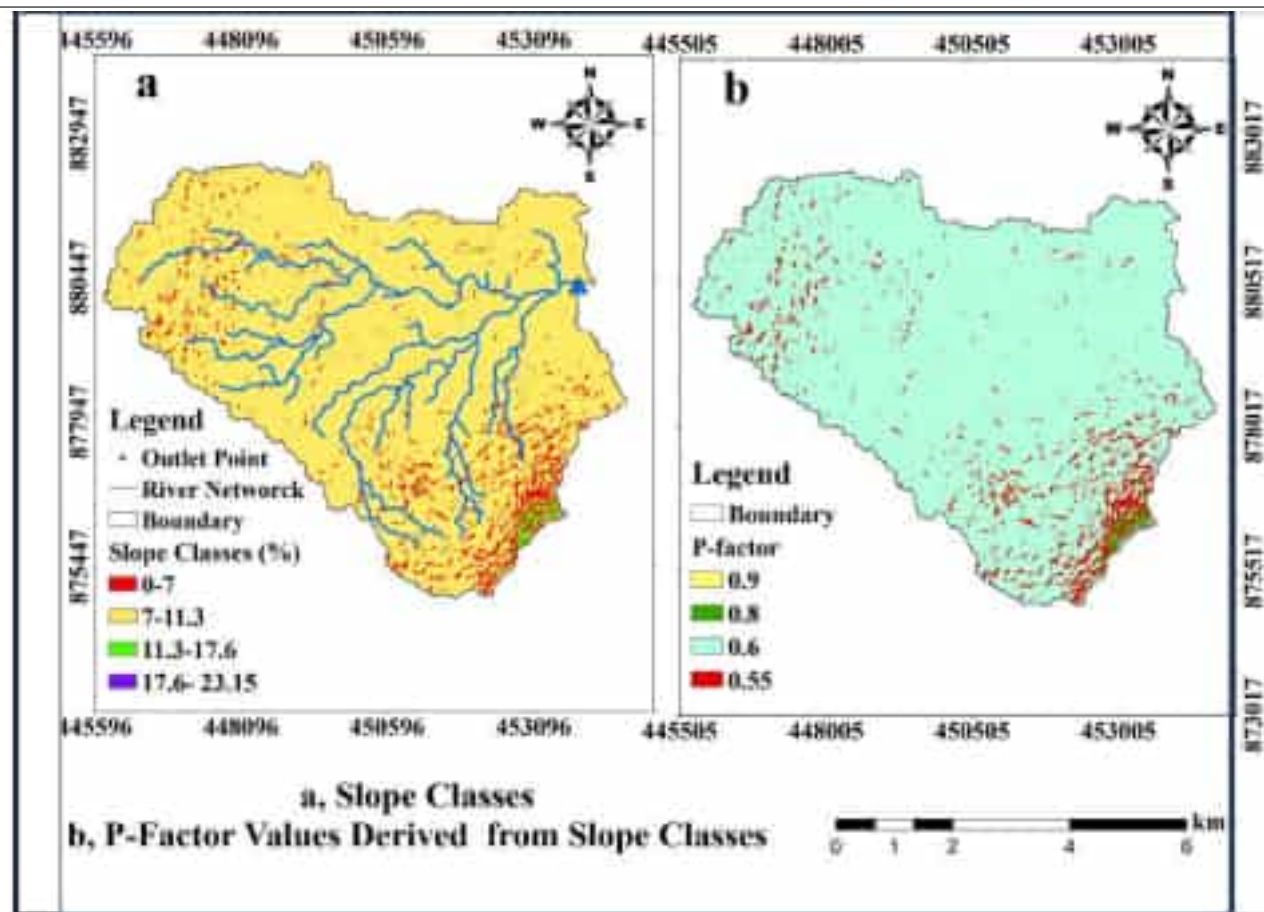 445596 448096 450596 453096
445505 448005 450505 453005
a
N
W E
S
b
N
W E
S
882947
880447
877947
875447
883017
880517
878017
875517
873017
Legend
Outlet Point
River Networck
Boundary
Slope Classes (%)
0-7
7-11.3
11.3-17.6
17.6- 23.15
Legend
Boundary
P-factor
0.9
0.8
0.6
0.55
445596 448096 450596 453096
445505 448005 450505 453005
a, Slope Classes
b, P-Factor Values Derived from Slope Classes
km
0 1 2 4 6